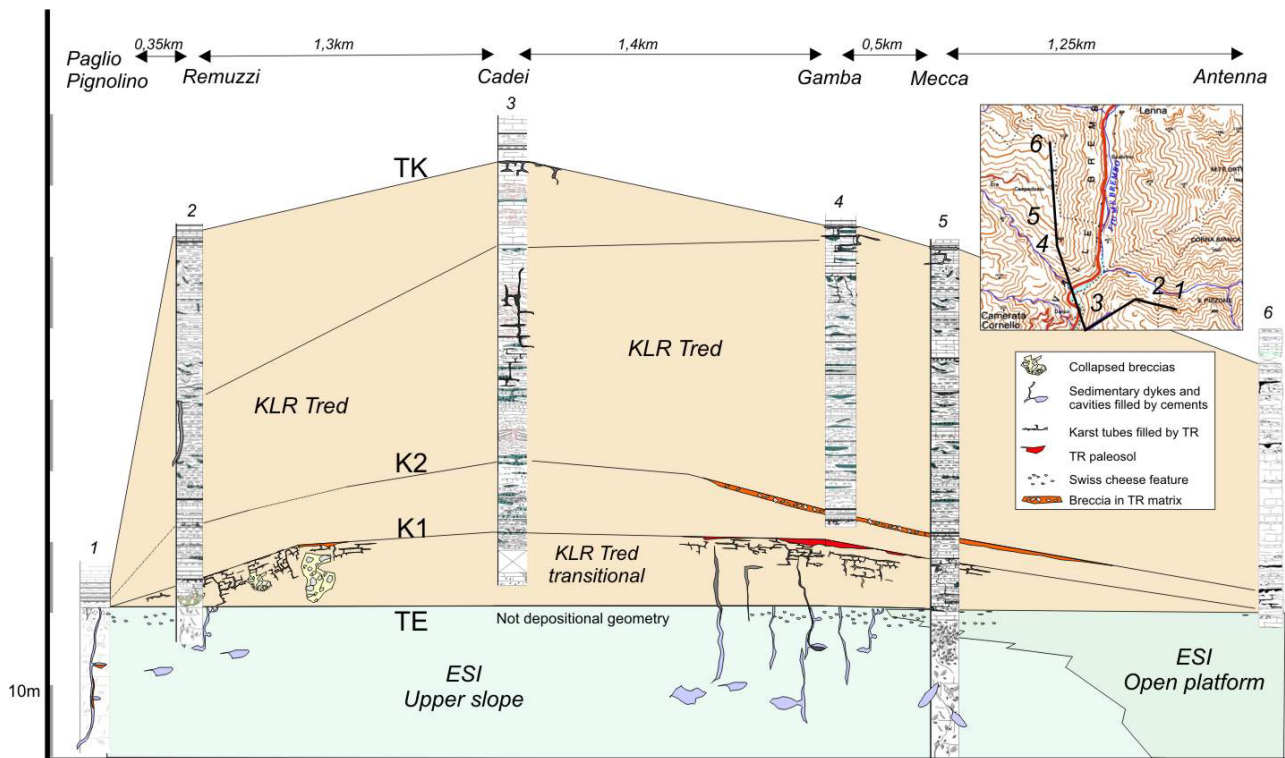 0,35km
1,3km
1,4km
0,5km
1,25km
Paglio
Pignolino
Remuzzi
Cadei
Gamba
Mecca
Antenna
3
TK
2
4
5
Lenna
6
5
4
3
2
1
Camerata
Cornello
6
KLR Tred
KLR Tred
Collapsed breccias
Sedimentary dykes and
cavities filled by cements
Karst tubes filled by TR
TR paleosol
Swiss cheese feature
Breccia in TR matrix
K2
K1
1
KLR Tred
transitional
TE
Not depositional geometry
ESI
Upper slope
ESI
Open platform
10m